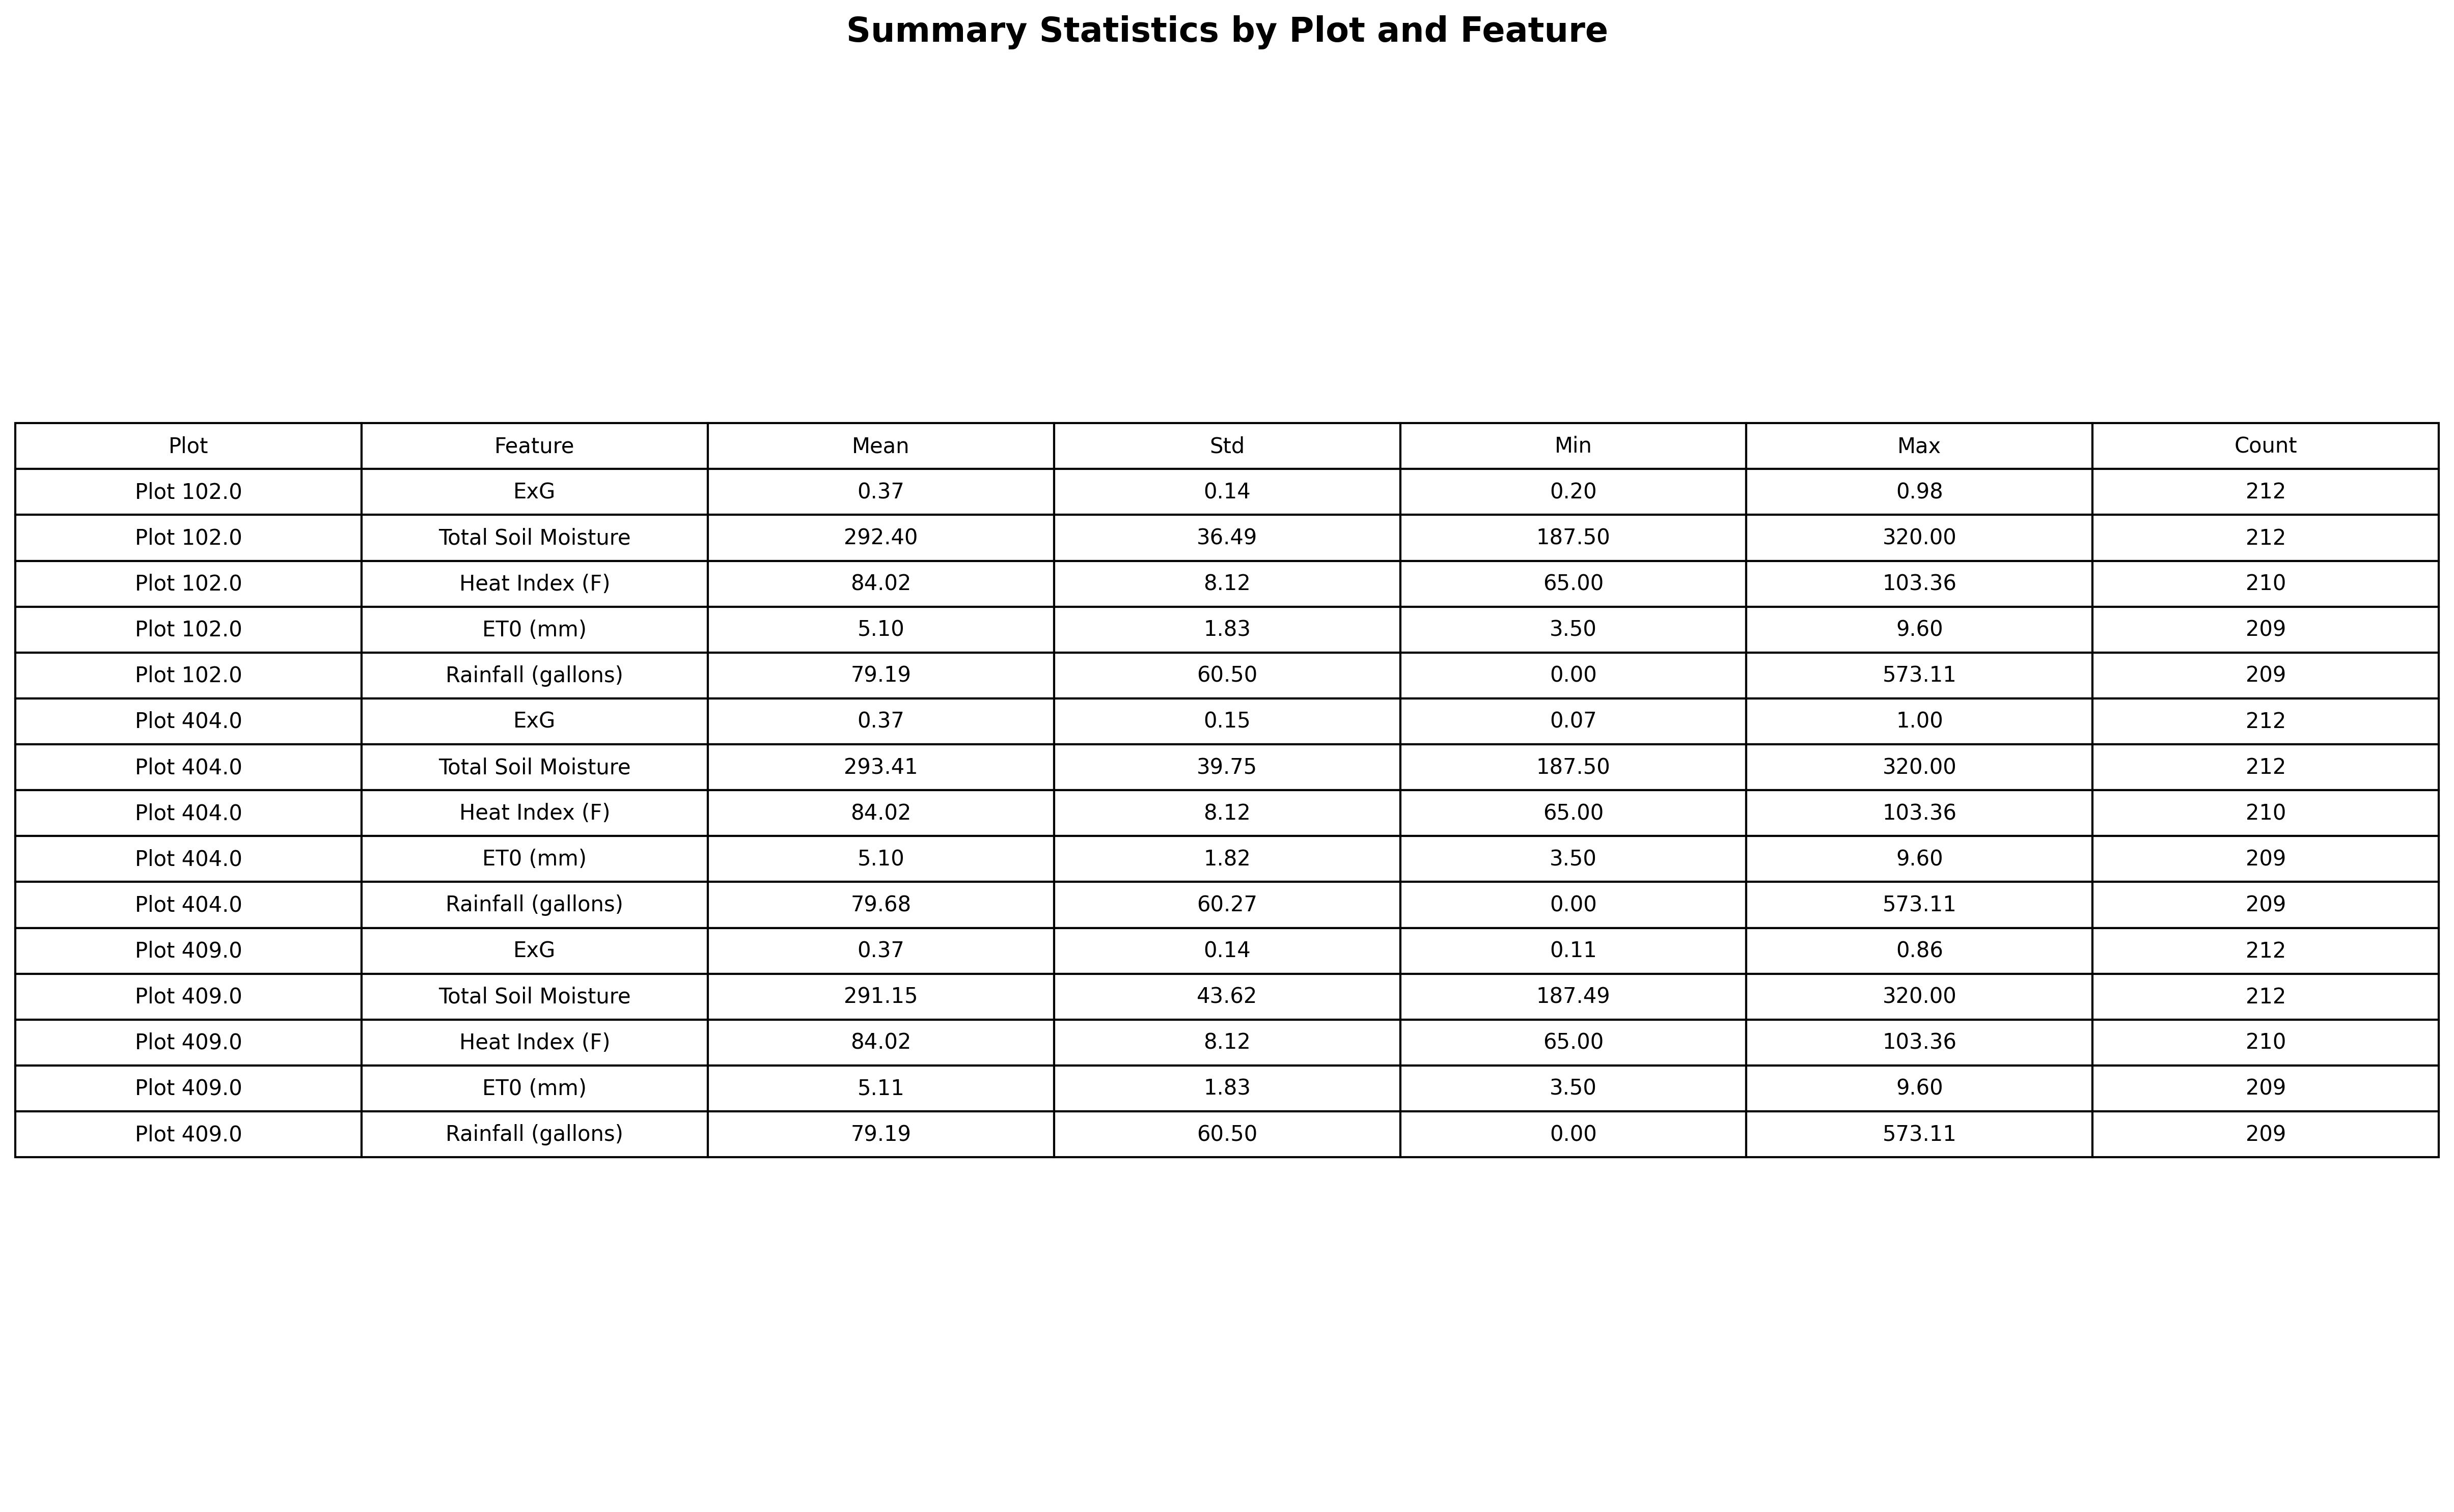 Summary Statistics by Plot and Feature
Plot Feature Mean Std Min Max Count
Plot 102.0 ExG 0.37 0.14 0.20 0.98 212
Plot 102.0 Total Soil Moisture 292.40 36.49 187.50 320.00 212
Plot 102.0 Heat Index (F) 84.02 8.12 65.00 103.36 210
Plot 102.0 ET0 (mm) 5.10 1.83 3.50 9.60 209
Plot 102.0 Rainfall (gallons) 79.19 60.50 0.00 573.11 209
Plot 404.0 ExG 0.37 0.15 0.07 1.00 212
Plot 404.0 Total Soil Moisture 293.41 39.75 187.50 320.00 212
Plot 404.0 Heat Index (F) 84.02 8.12 65.00 103.36 210
Plot 404.0 ET0 (mm) 5.10 1.82 3.50 9.60 209
Plot 404.0 Rainfall (gallons) 79.68 60.27 0.00 573.11 209
Plot 409.0 ExG 0.37 0.14 0.11 0.86 212
Plot 409.0 Total Soil Moisture 291.15 43.62 187.49 320.00 212
Plot 409.0 Heat Index (F) 84.02 8.12 65.00 103.36 210
Plot 409.0 ET0 (mm) 5.11 1.83 3.50 9.60 209
Plot 409.0 Rainfall (gallons) 79.19 60.50 0.00 573.11 209